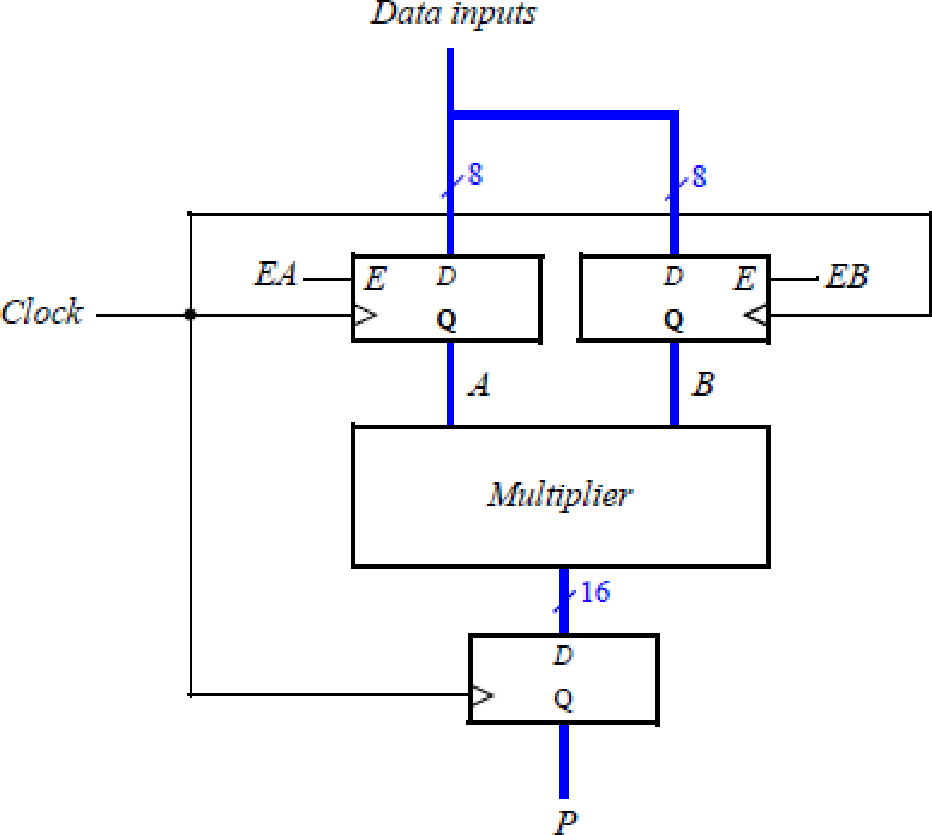 Data inputs
8 8
EA E D D E EB
Clock Q Q
A B
Multiplier
16
D
Q
P